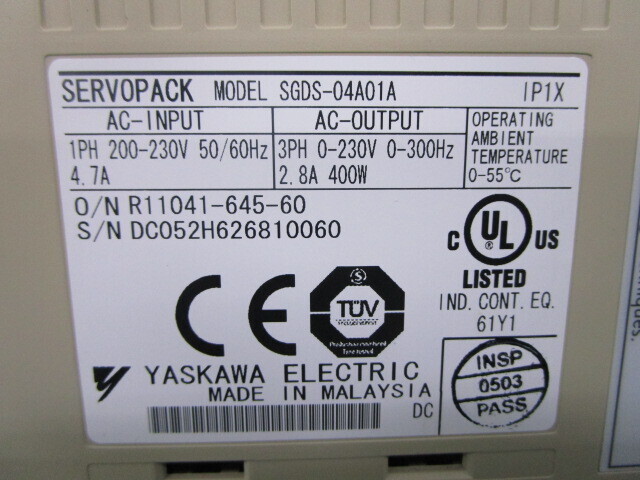 SERVOPACK MODEL SGDS-04A01A IP1X
AC-INPUT
1PH 200-230V 50/60Hz
4.7A
AC-OUTPUT
3PH 0-230V 0-300Hz
2.8A 400W
OPERATING
AMBIENT
TEMPERATURE
0-55℃
O/N R11041-645-60
S/N DC052H626810060
C UL US
®
LISTED
IND. CONT. EQ.
61Y1
CE
S
TÜV
YASKAWA ELECTRIC
MADE IN MALAYSIA
DC
INSP
0503
PASS